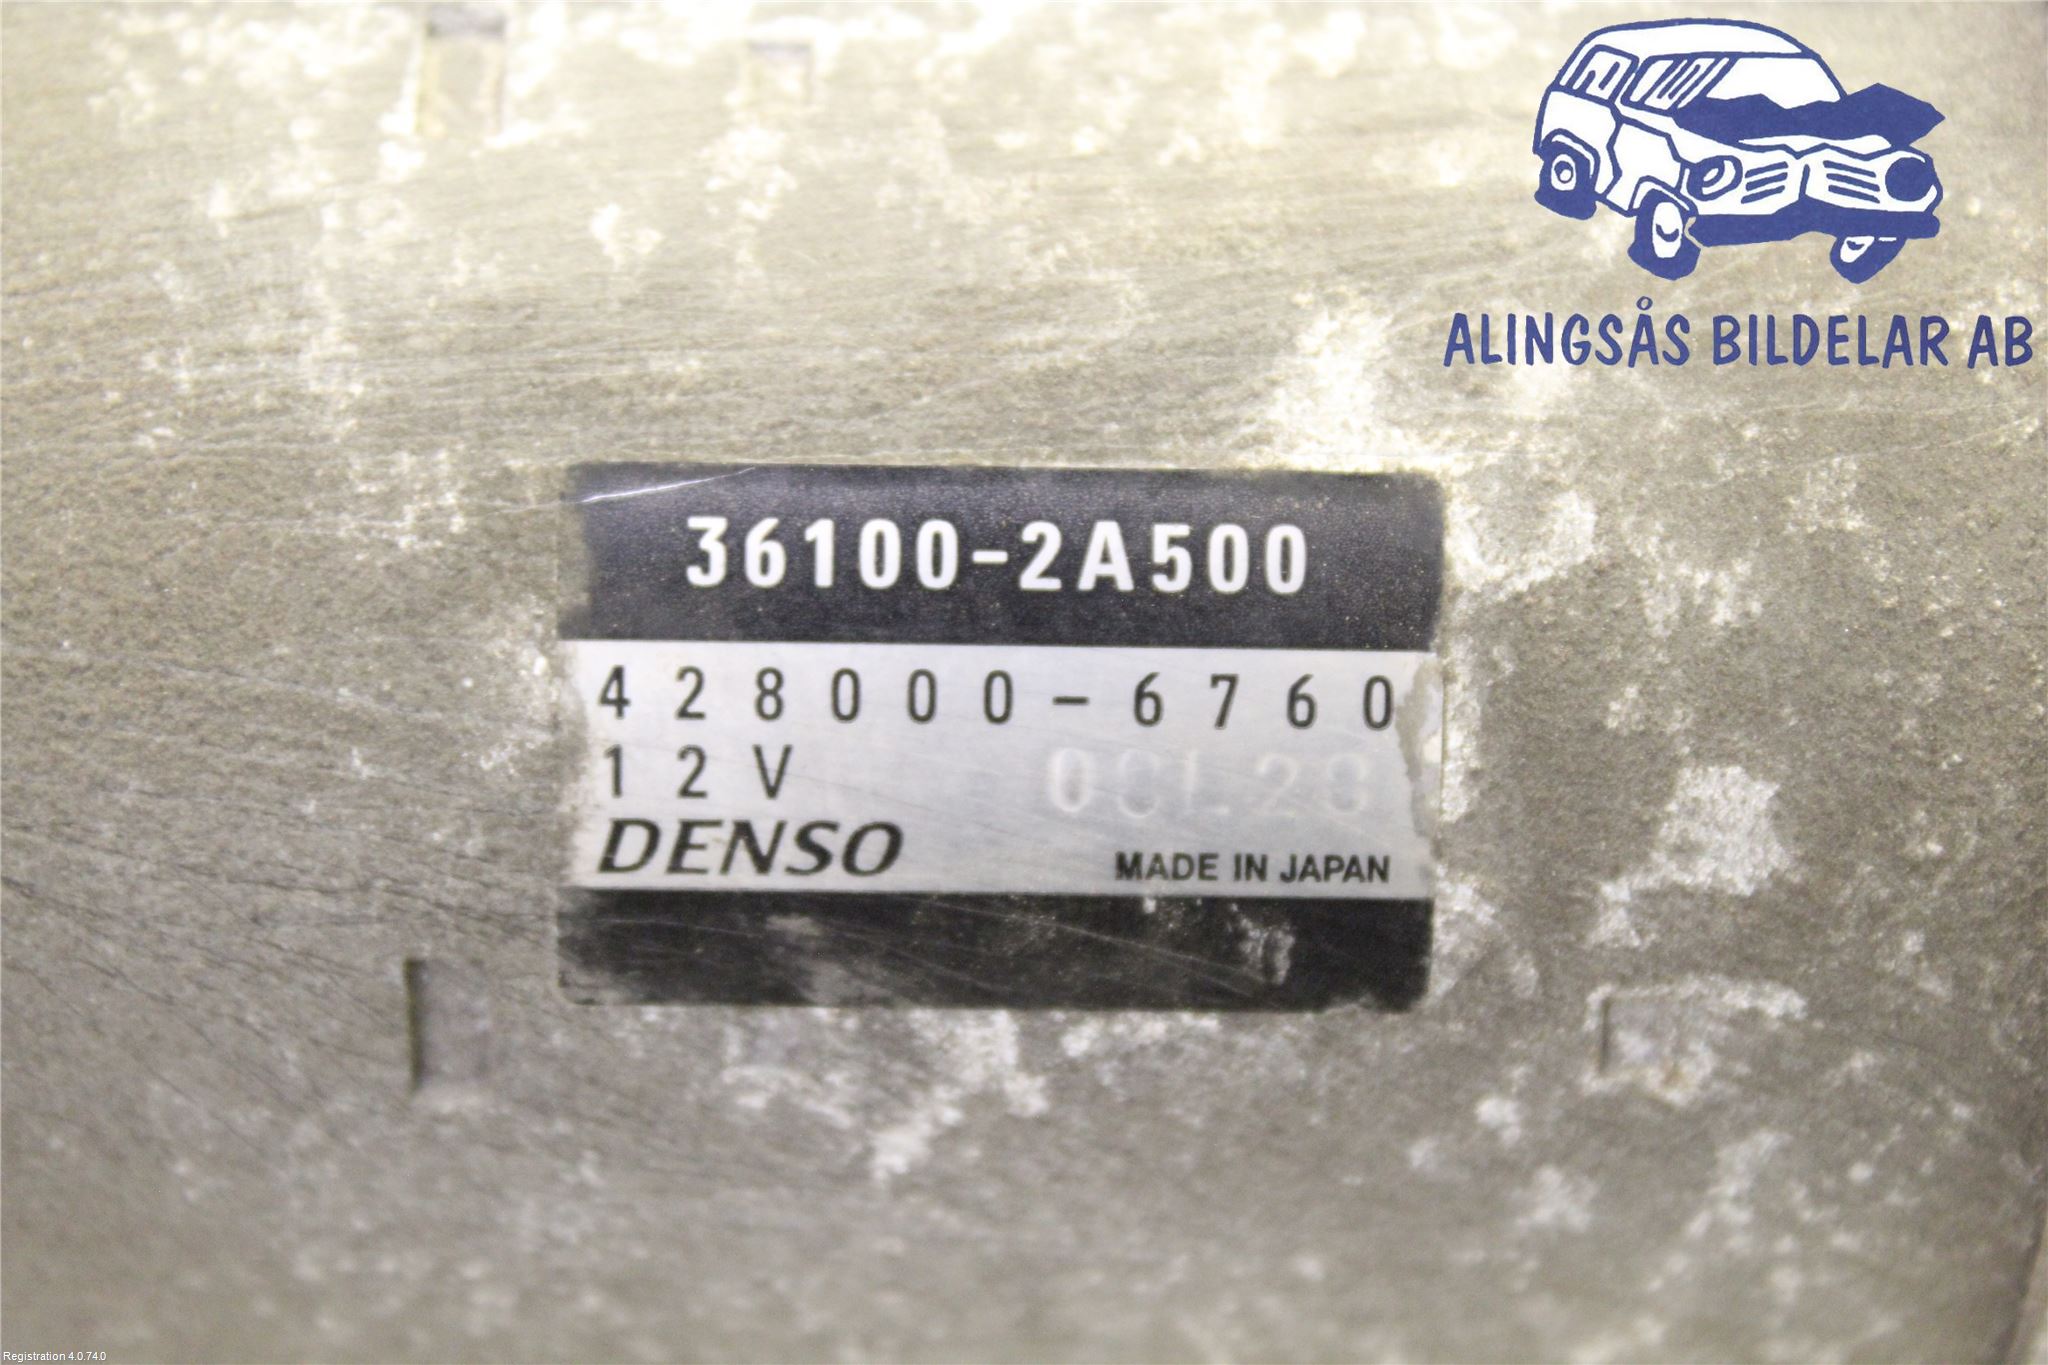 ALINGSÅS BILDELAR AB
36100-2A500
428000-6760
12V
DENSO
MADE IN JAPAN
Registration 4.0.74.0